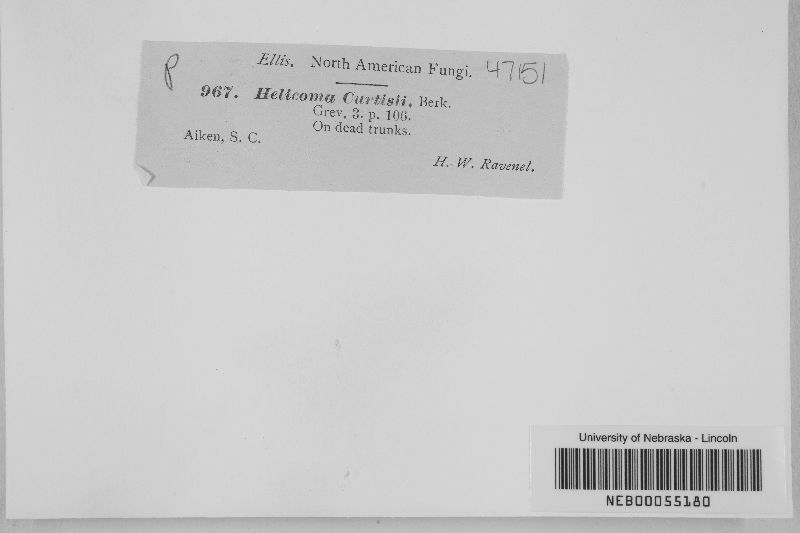 P
Ellis. North American Fungi. 47151
967. Helicoma Curtisii, Berk.
Grev. 3. p. 106.
On dead trunks.
Aiken, S. C.
H. W. Ravenel.
University of Nebraska - Lincoln
NEB00055180